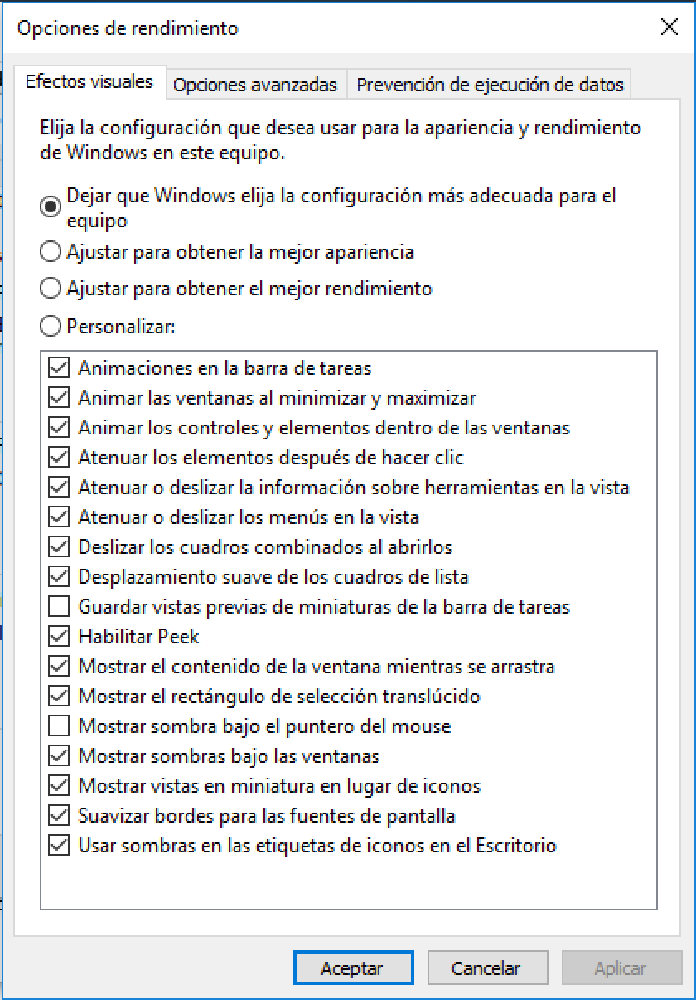 Opciones de rendimiento
Efectos visuales
Opciones avanzadas
Prevención de ejecución de datos
Elija la configuración que desea usar para la apariencia y rendimiento
de Windows en este equipo.
Dejar que Windows elija la configuración más adecuada para el
equipo
Ajustar para obtener la mejor apariencia
Ajustar para obtener el mejor rendimiento
Personalizar:
Animaciones en la barra de tareas
Animar las ventanas al minimizar y maximizar
Animar los controles y elementos dentro de las ventanas
Atenuar los elementos después de hacer clic
Atenuar o deslizar la información sobre herramientas en la vista
Atenuar o deslizar los menús en la vista
Deslizar los cuadros combinados al abrirlos
Desplazamiento suave de los cuadros de lista
Guardar vistas previas de miniaturas de la barra de tareas
Habilitar Peek
Mostrar el contenido de la ventana mientras se arrastra
Mostrar el rectángulo de selección translúcido
Mostrar sombra bajo el puntero del mouse
Mostrar sombras bajo las ventanas
Mostrar vistas en miniatura en lugar de iconos
Suavizar bordes para las fuentes de pantalla
Usar sombras en las etiquetas de iconos en el Escritorio
Aceptar
Cancelar
Aplicar